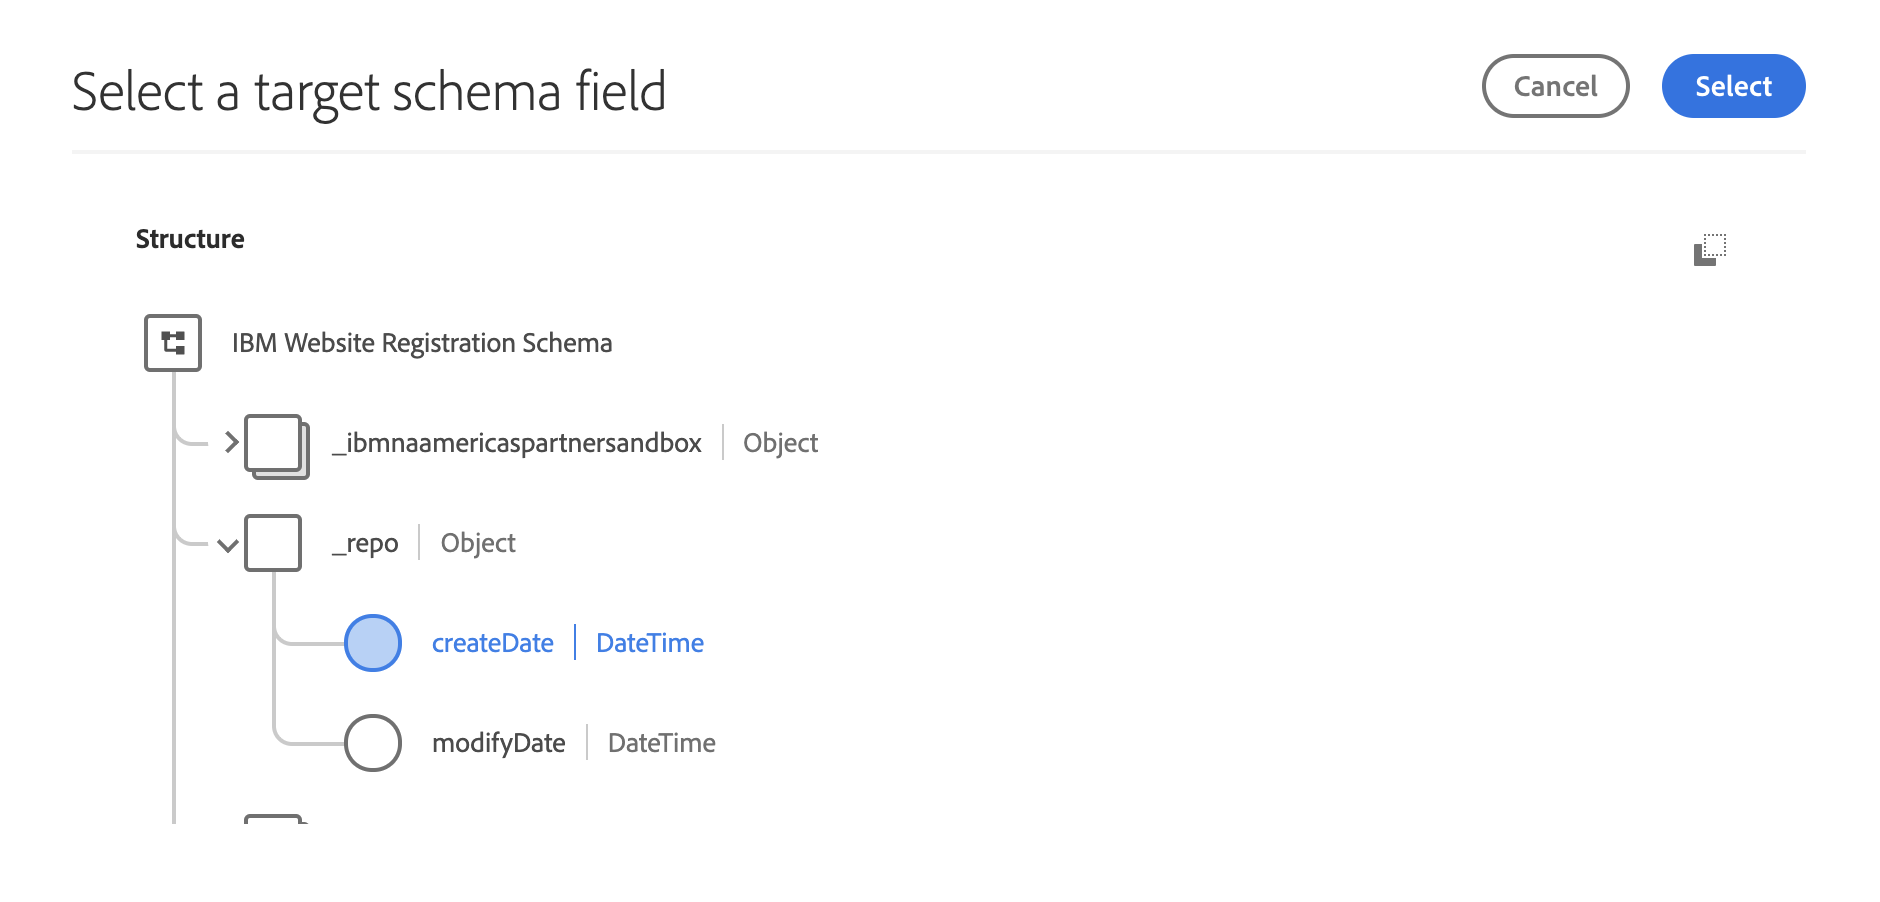 Select a target schema field
Cancel
Select
Structure
IBM Website Registration Schema
_ibmnaamericaspartnersandbox Object
_repo Object
createDate DateTime
modifyDate DateTime